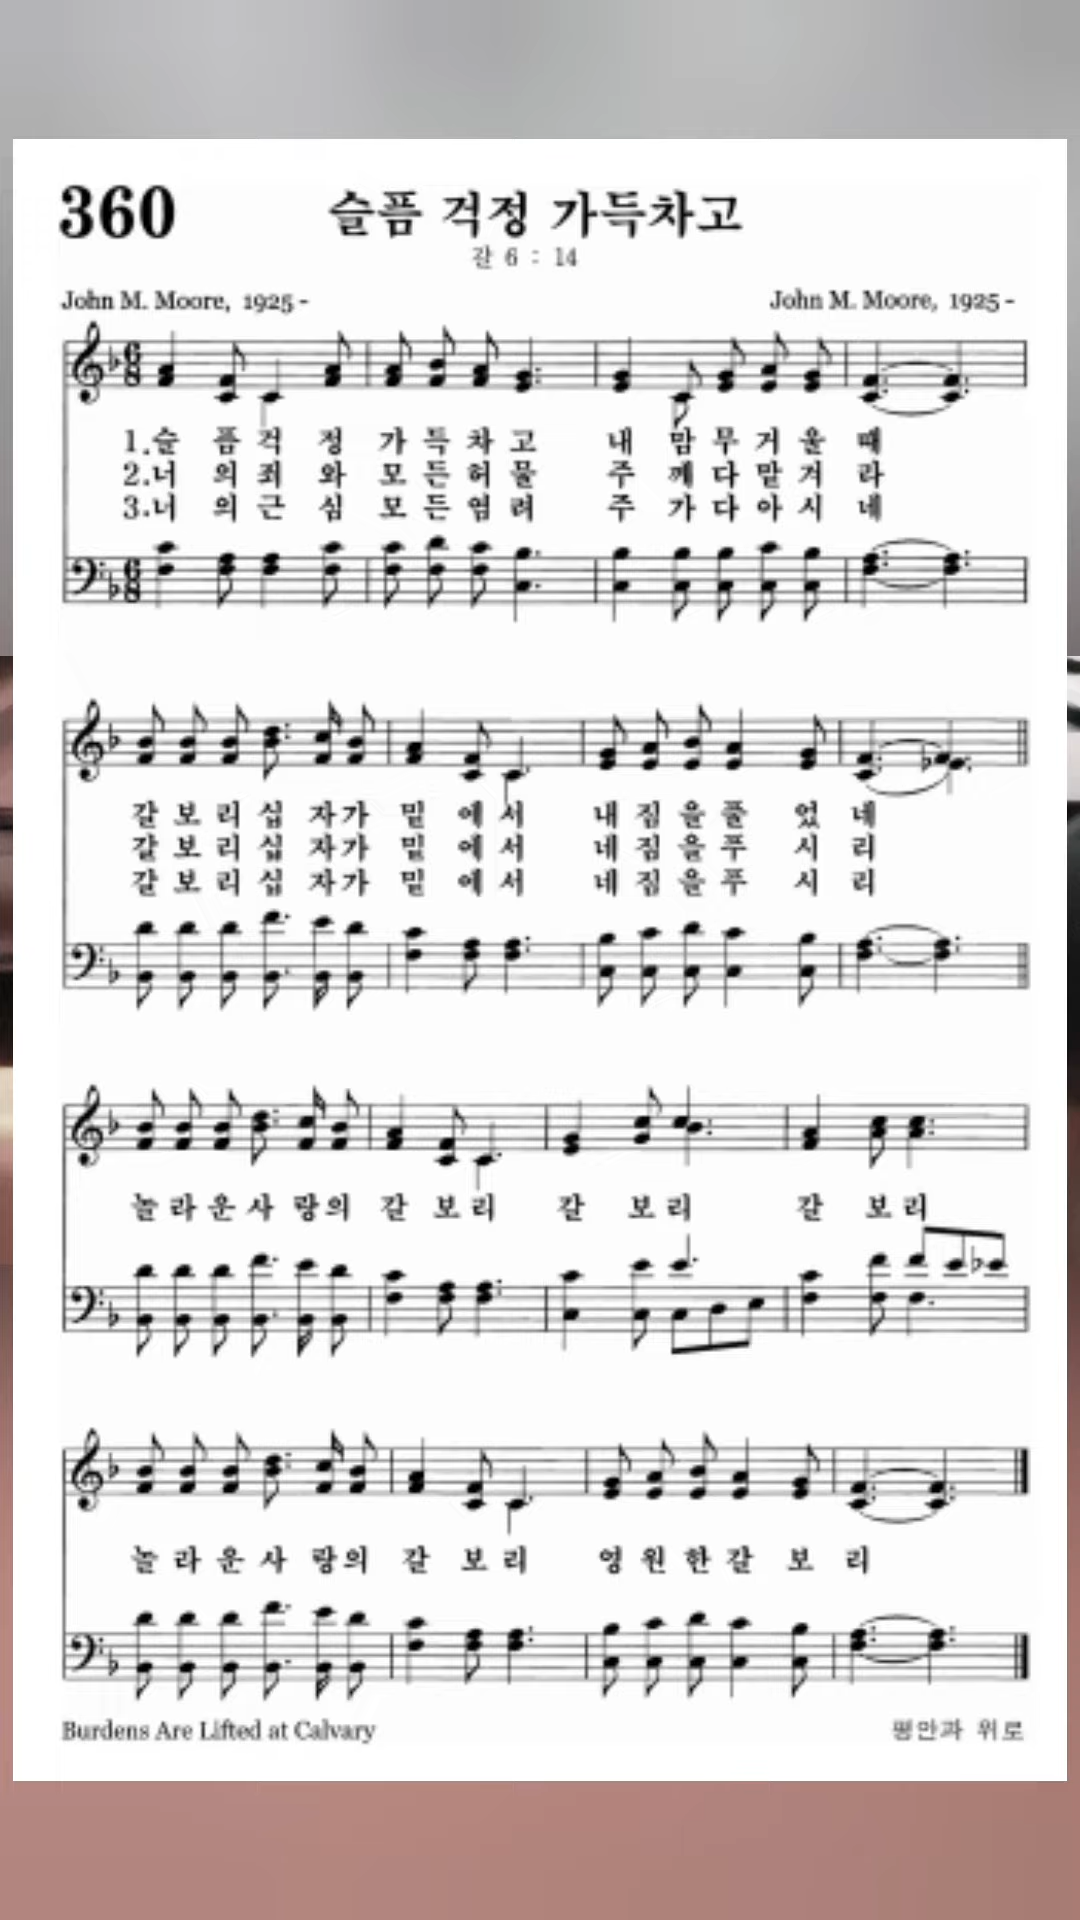 360
슬픔 걱정 가득차고
갈 6 : 14
John M. Moore, 1925 -
John M. Moore, 1925 -
1.슬 픔 걱 정 가 득 차 고 내 맘 무 거 울 때
2.너 의 죄 와 모 든 허 물 주 께 다 맡 겨 라
3.너 의 근 심 모 든 염 려 주 가 다 아 시 네
갈 보 리 십 자 가 밑 에 서 내 짐 을 풀 었 네
갈 보 리 십 자 가 밑 에 서 네 짐 을 푸 시 리
갈 보 리 십 자 가 밑 에 서 네 짐 을 푸 시 리
놀 라 운 사 랑 의 갈 보 리 갈 보 리 갈 보 리
놀 라 운 사 랑 의 갈 보 리 영 원 한 갈 보 리
Burdens Are Lifted at Calvary
평안과 위로